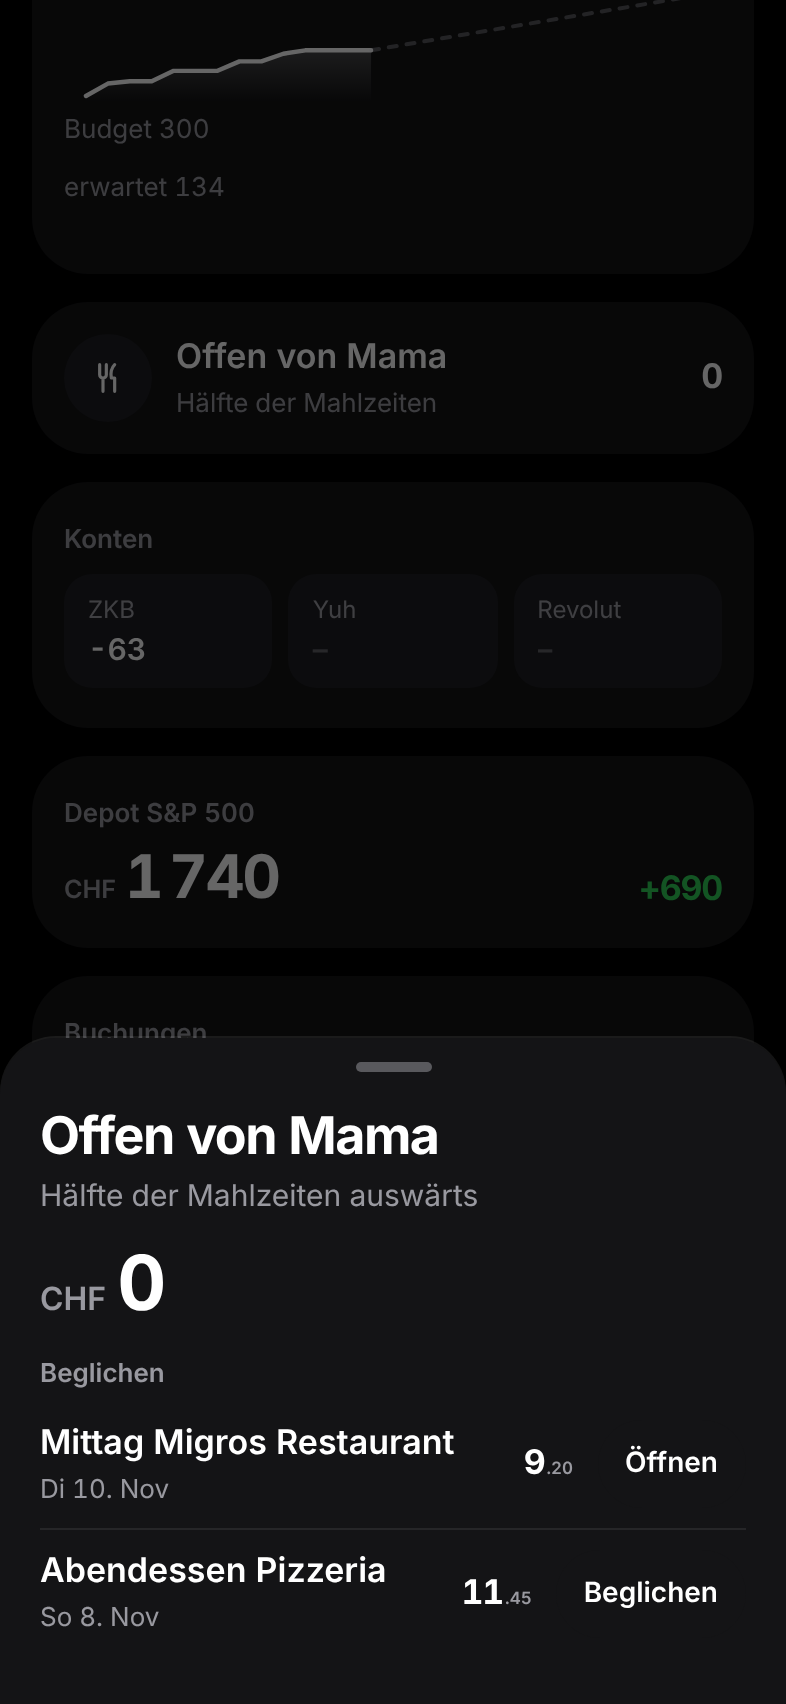 Budget 300
erwartet 134
Offen von Mama
Hälfte der Mahlzeiten
0
Konten
ZKB
-63
Yuh
–
Revolut
–
Depot S&P 500
CHF 1 740
+690
Buchungen
Offen von Mama
Hälfte der Mahlzeiten auswärts
CHF 0
Beglichen
Mittag Migros Restaurant
Di 10. Nov
9.20
Öffnen
Abendessen Pizzeria
So 8. Nov
11.45
Beglichen